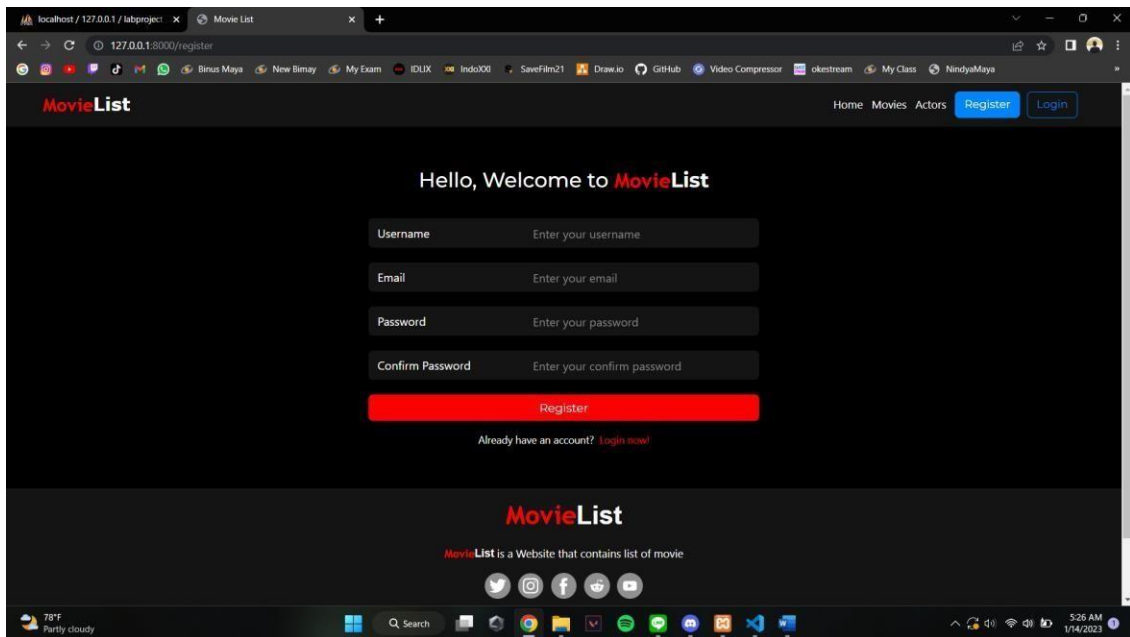 localhost / 127.0.0.1 / labproject
Movie List
127.0.0.1:8000/register
Binus Maya New Bimay My Exam IDLIX IndoXXI SaveFilm21 Draw.io GitHub Video Compressor okestream My Class NindyaMaya
MovieList
Home Movies Actors Register Login
Hello, Welcome to MovieList
Username Enter your username
Email Enter your email
Password Enter your password
Confirm Password Enter your confirm password
Register
Already have an account? Login now!
MovieList
MovieList is a Website that contains list of movie
78°F
Partly cloudy
Search
5:26 AM
1/14/2023